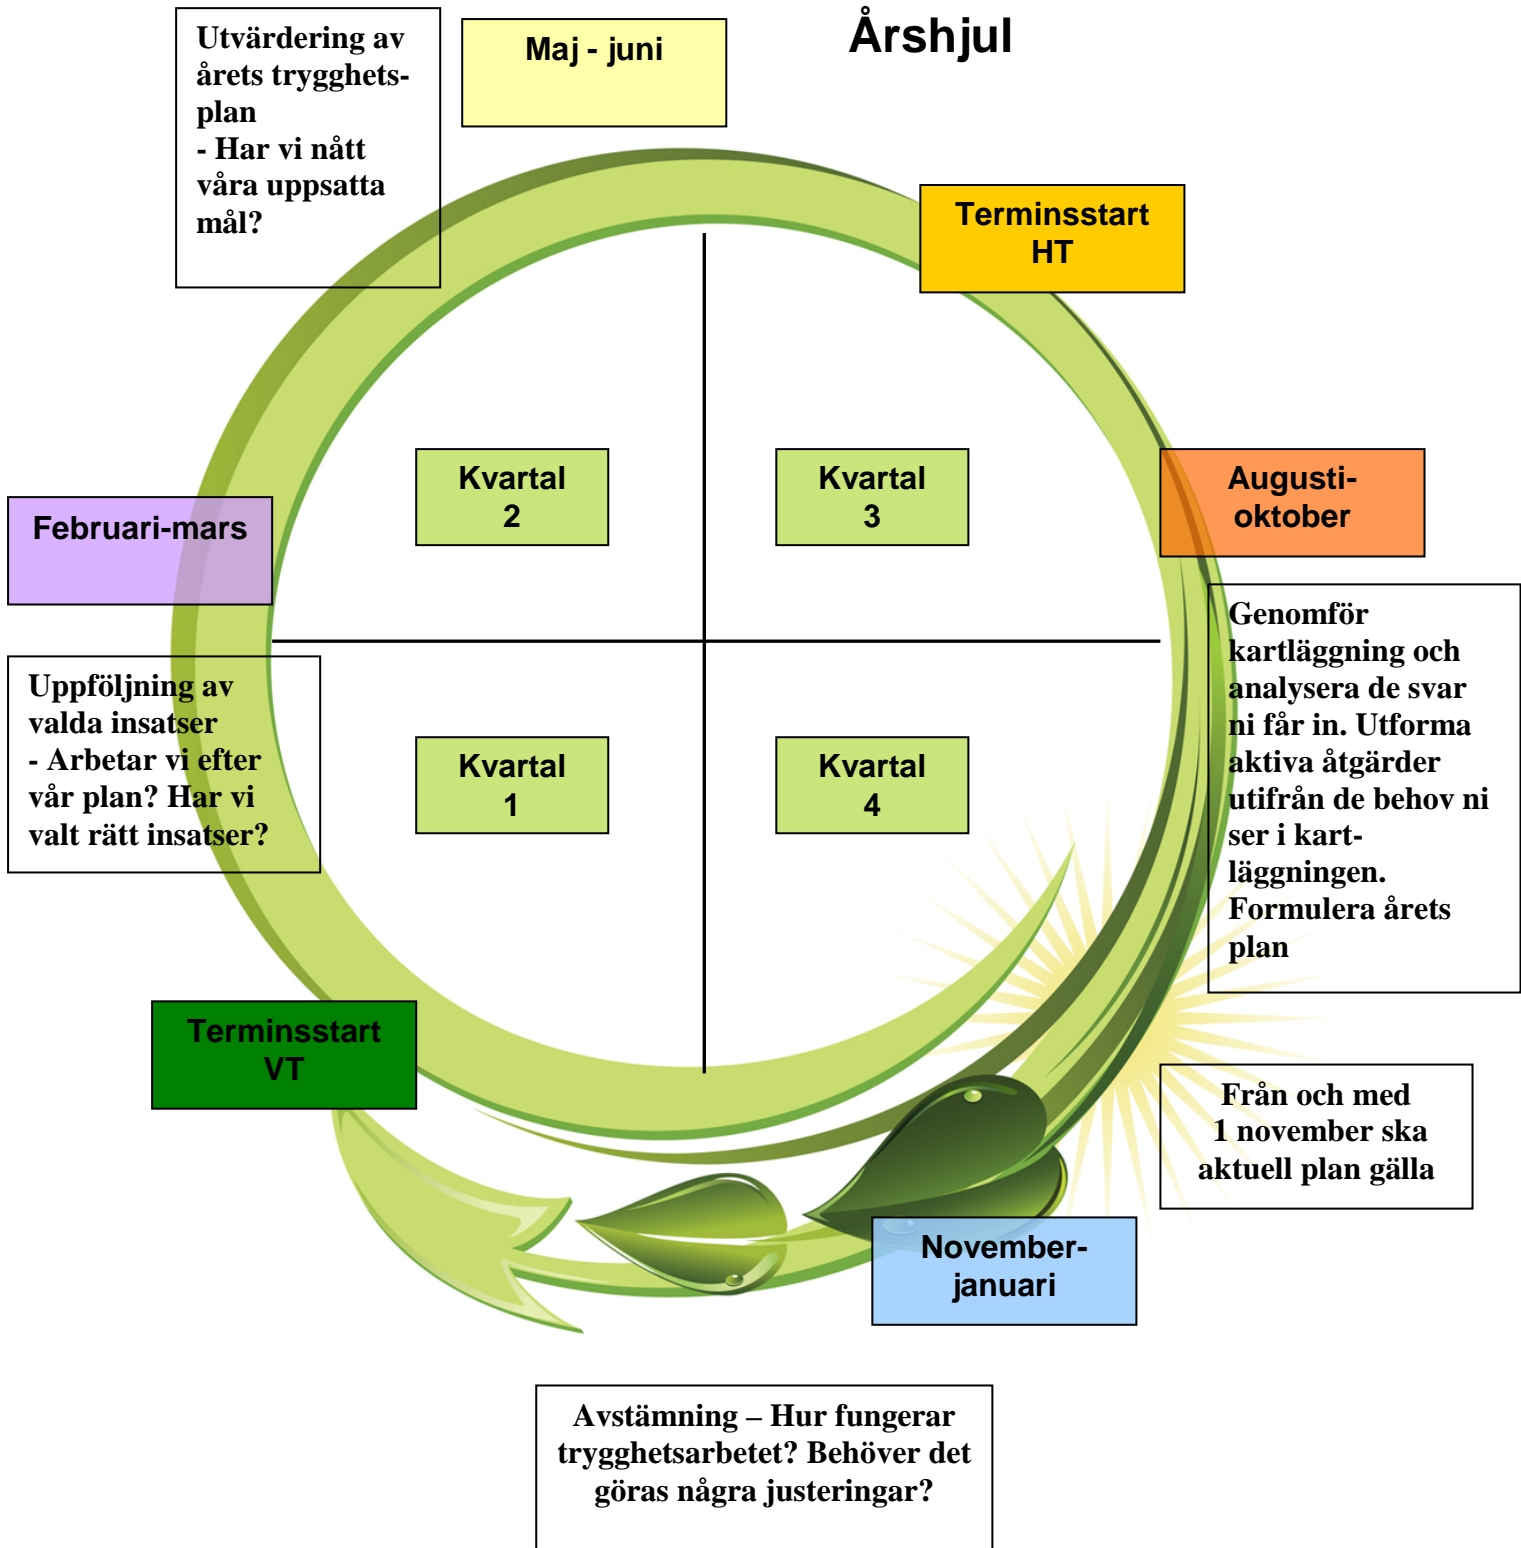 Årshjul
Utvärdering av
årets trygghets-
plan
- Har vi nått
våra uppsatta
mål?
Maj - juni
Terminsstart
HT
Kvartal
2
Kvartal
3
Augusti-
oktober
Februari-mars
Genomför
kartläggning och
analysera de svar
ni får in. Utforma
aktiva åtgärder
utifrån de behov ni
ser i kart-
läggningen.
Formulera årets
plan
Uppföljning av
valda insatser
- Arbetar vi efter
vår plan? Har vi
valt rätt insatser?
Kvartal
1
Kvartal
4
Terminsstart
VT
Från och med
1 november ska
aktuell plan gälla
November-
januari
Avstämning – Hur fungerar
trygghetsarbetet? Behöver det
göras några justeringar?